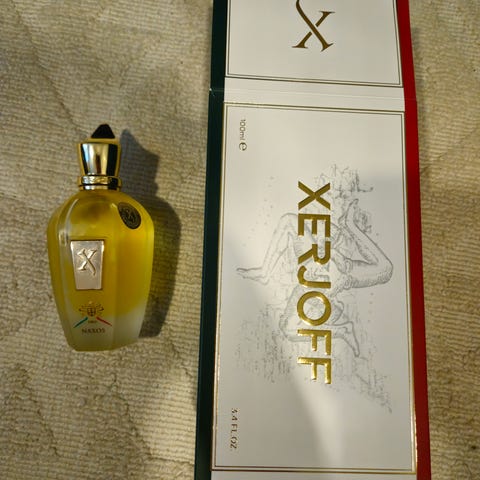 X
NAXOS
X
100ml e
XERJOFF
3.4 FL.OZ.